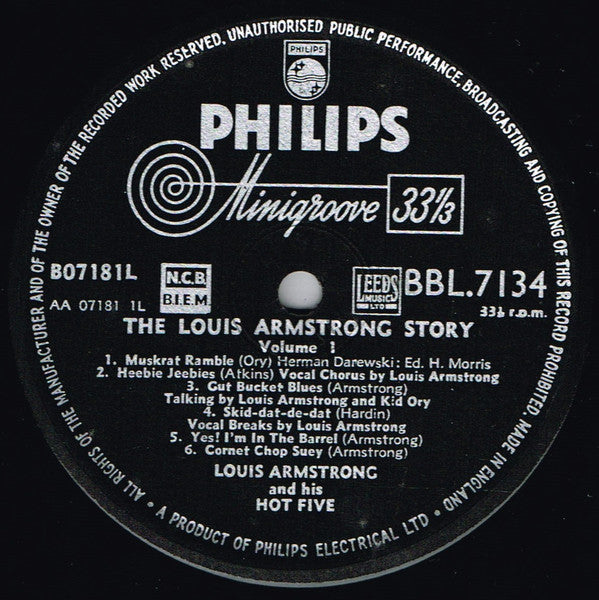 ALL RIGHTS OF THE MANUFACTURER AND OF THE OWNER OF THE RECORDED WORK RESERVED. UNAUTHORISED PUBLIC PERFORMANCE, BROADCASTING AND COPYING OF THIS RECORD PROHIBITED. MADE IN ENGLAND
PHILIPS
PHILIPS
Minigroove 33⅓
B07181L
N.C.B.
B.I.E.M.
LEEDS
MUSIC
LTD
BBL.7134
AA 07181 1L
33⅓ r.p.m.
THE LOUIS ARMSTRONG STORY
Volume 1
1. Muskrat Ramble (Ory) Herman Darewski: Ed. H. Morris
2. Heebie Jeebies (Atkins) Vocal Chorus by Louis Armstrong
3. Gut Bucket Blues (Armstrong)
Talking by Louis Armstrong and Kid Ory
4. Skid-dat-de-dat (Hardin)
Vocal Breaks by Louis Armstrong
5. Yes! I'm In The Barrel (Armstrong)
6. Cornet Chop Suey (Armstrong)
LOUIS ARMSTRONG
and his
HOT FIVE
• A PRODUCT OF PHILIPS ELECTRICAL LTD •